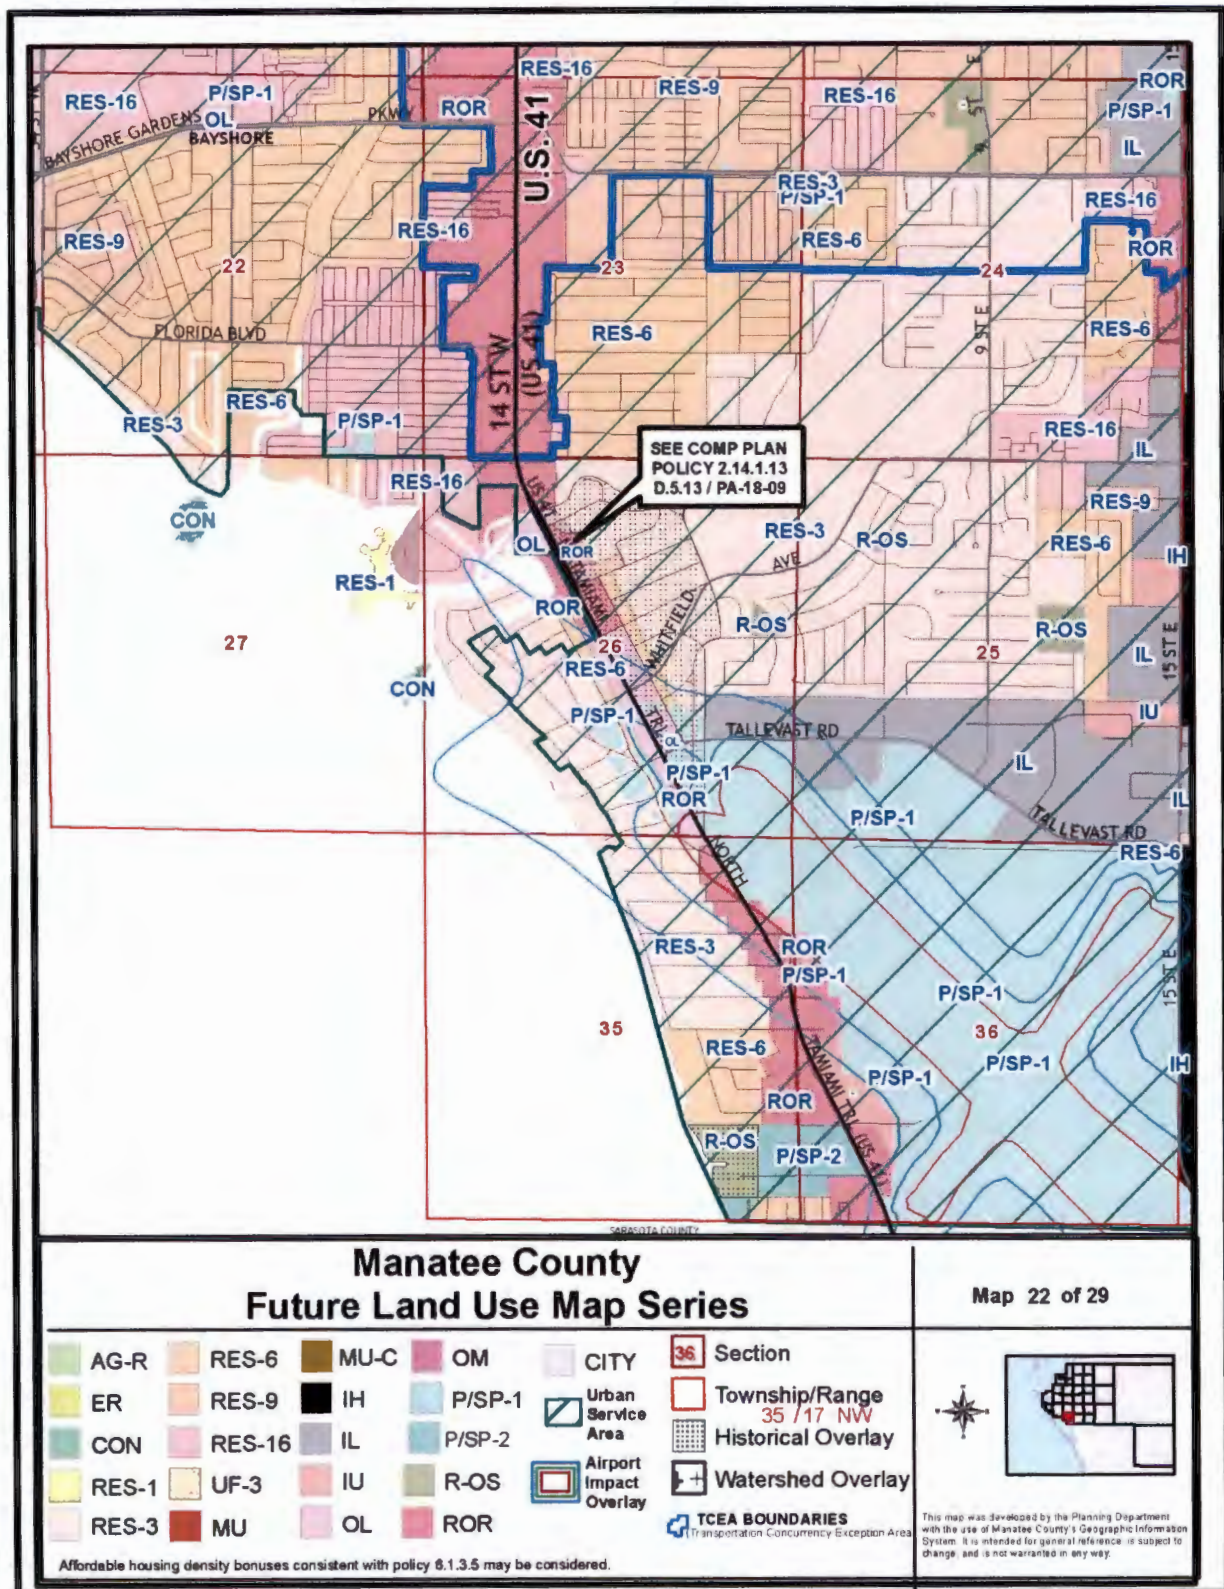 RES-16
P/SP-1
OL
BAYSHORE GARDENS
PKWY
BAYSHORE
ROR
RES-16
U.S. 41
RES-9
RES-16
ROR
P/SP-1
IL
RES-9
22
RES-16
23
RES-3
P/SP-1
RES-6
24
RES-16
ROR
FLORIDA BLVD
14 ST W
(US 41)
RES-6
9 ST E
RES-6
RES-3
RES-6
P/SP-1
RES-16
IL
SEE COMP PLAN
POLICY 2.14.1.13
D.5.13 / PA-18-09
RES-16
CON
OL
ROR
TAMIAMI
RES-3
R-OS
AVE
WHITFIELD
RES-9
RES-6
IH
RES-1
ROR
27
26
R-OS
25
R-OS
IL
15 ST E
RES-6
CON
P/SP-1
TRL
OL
TALLEVAST RD
IU
IL
P/SP-1
ROR
P/SP-1
IL
TALLEVAST RD
RES-6
NORTH
RES-3
ROR
P/SP-1
P/SP-1
15 ST E
35
36
RES-6
TAMIAMI TRL (US 41)
P/SP-1
P/SP-1
IH
ROR
R-OS
P/SP-2
SARASOTA COUNTY
Manatee County
Future Land Use Map Series
Map 22 of 29
AG-R
ER
CON
RES-1
RES-3
RES-6
RES-9
RES-16
UF-3
MU
MU-C
IH
IL
IU
OL
OM
P/SP-1
P/SP-2
R-OS
ROR
CITY
Urban
Service
Area
Airport
Impact
Overlay
36 Section
Township/Range
35 /17 NW
Historical Overlay
Watershed Overlay
TCEA BOUNDARIES
(Transportation Concurrency Exception Area
Affordable housing density bonuses consistent with policy 6.1.3.5 may be considered.
This map was developed by the Planning Department
with the use of Manatee County's Geographic Information
System. It is intended for general reference is subject to
change, and is not warranted in any way.